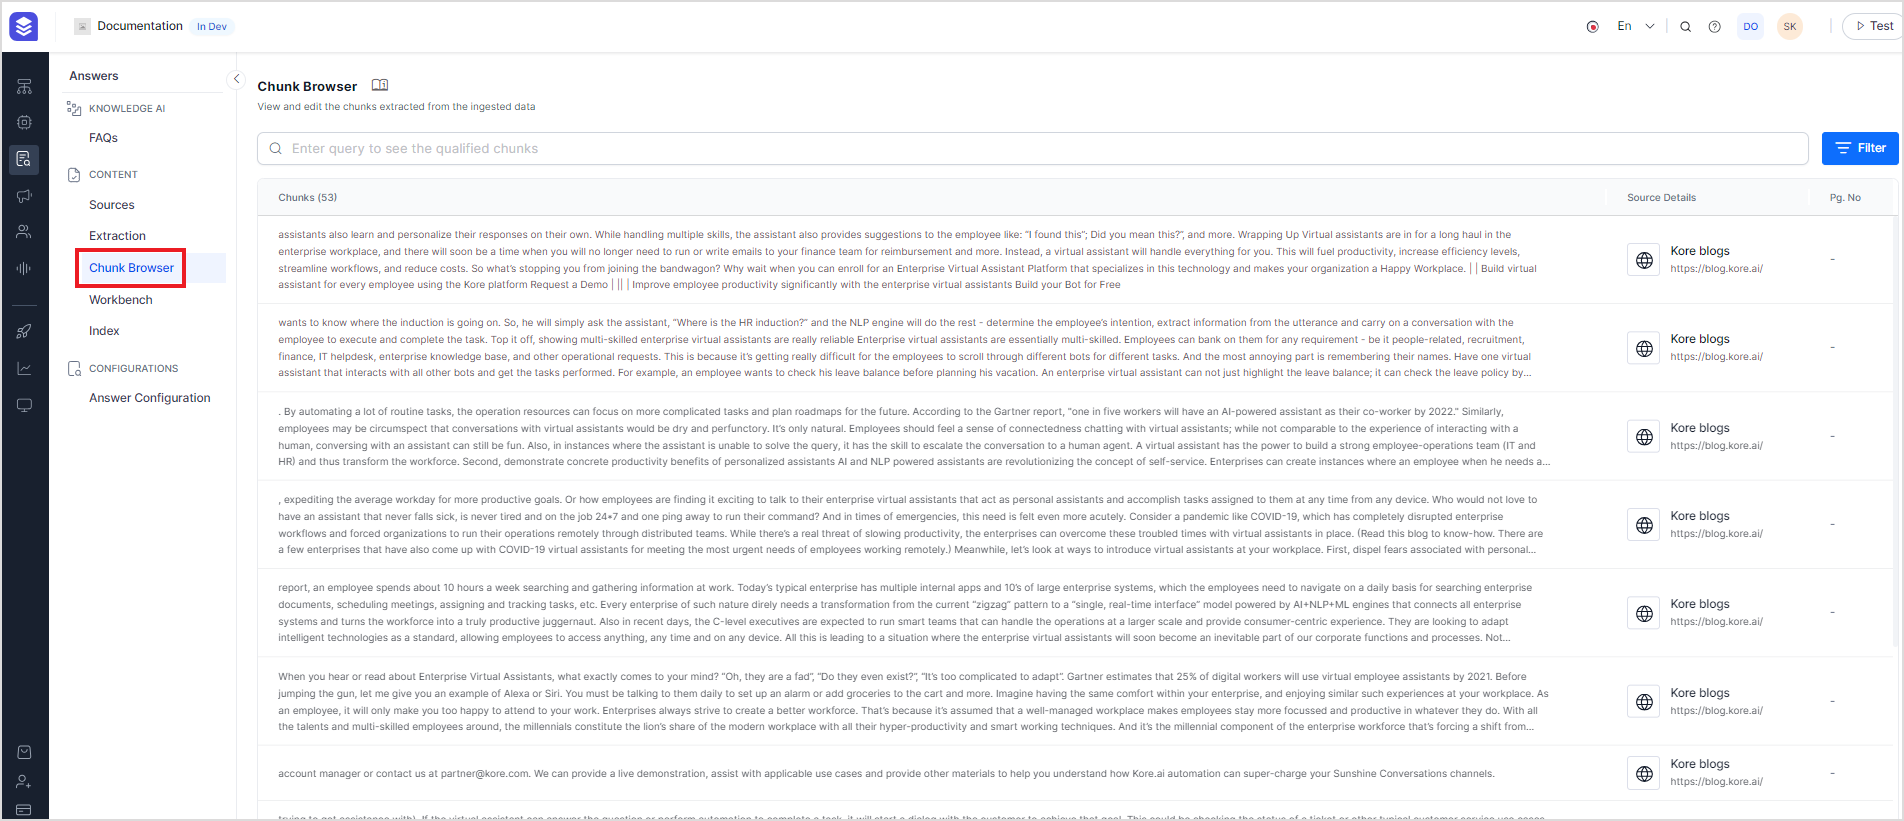 Documentation In Dev
En
DO
SK
Test
Answers
KNOWLEDGE AI
FAQs
CONTENT
Sources
Extraction
Chunk Browser
Workbench
Index
CONFIGURATIONS
Answer Configuration
Chunk Browser
View and edit the chunks extracted from the ingested data
Enter query to see the qualified chunks
Filter
Chunks (53) Source Details Pg. No
assistants also learn and personalize their responses on their own. While handling multiple skills, the assistant also provides suggestions to the employee like: “I found this”; Did you mean this?”, and more. Wrapping Up Virtual assistants are in for a long haul in the
enterprise workplace, and there will soon be a time when you will no longer need to run or write emails to your finance team for reimbursement and more. Instead, a virtual assistant will handle everything for you. This will fuel productivity, increase efficiency levels,
streamline workflows, and reduce costs. So what’s stopping you from joining the bandwagon? Why wait when you can enroll for an Enterprise Virtual Assistant Platform that specializes in this technology and makes your organization a Happy Workplace. | | Build virtual
assistant for every employee using the Kore platform Request a Demo | || | Improve employee productivity significantly with the enterprise virtual assistants Build your Bot for Free
Kore blogs
https://blog.kore.ai/
-
wants to know where the induction is going on. So, he will simply ask the assistant, “Where is the HR induction?” and the NLP engine will do the rest - determine the employee’s intention, extract information from the utterance and carry on a conversation with the
employee to execute and complete the task. Top it off, showing multi-skilled enterprise virtual assistants are really reliable Enterprise virtual assistants are essentially multi-skilled. Employees can bank on them for any requirement - be it people-related, recruitment,
finance, IT helpdesk, enterprise knowledge base, and other operational requests. This is because it’s getting really difficult for the employees to scroll through different bots for different tasks. And the most annoying part is remembering their names. Have one virtual
assistant that interacts with all other bots and get the tasks performed. For example, an employee wants to check his leave balance before planning his vacation. An enterprise virtual assistant can not just highlight the leave balance; it can check the leave policy by...
Kore blogs
https://blog.kore.ai/
-
. By automating a lot of routine tasks, the operation resources can focus on more complicated tasks and plan roadmaps for the future. According to the Gartner report, “one in five workers will have an AI-powered assistant as their co-worker by 2022.” Similarly,
employees may be circumspect that conversations with virtual assistants would be dry and perfunctory. It’s only natural. Employees should feel a sense of connectedness chatting with virtual assistants; while not comparable to the experience of interacting with a
human, conversing with an assistant can still be fun. Also, in instances where the assistant is unable to solve the query, it has the skill to escalate the conversation to a human agent. A virtual assistant has the power to build a strong employee-operations team (IT and
HR) and thus transform the workforce. Second, demonstrate concrete productivity benefits of personalized assistants AI and NLP powered assistants are revolutionizing the concept of self-service. Enterprises can create instances where an employee when he needs a...
Kore blogs
https://blog.kore.ai/
-
, expediting the average workday for more productive goals. Or how employees are finding it exciting to talk to their enterprise virtual assistants that act as personal assistants and accomplish tasks assigned to them at any time from any device. Who would not love to
have an assistant that never falls sick, is never tired and on the job 24*7 and one ping away to run their command? And in times of emergencies, this need is felt even more acutely. Consider a pandemic like COVID-19, which has completely disrupted enterprise
workflows and forced organizations to run their operations remotely through distributed teams. While there’s a real threat of slowing productivity, the enterprises can overcome these troubled times with virtual assistants in place. (Read this blog to know-how. There are
a few enterprises that have also come up with COVID-19 virtual assistants for meeting the most urgent needs of employees working remotely.) Meanwhile, let’s look at ways to introduce virtual assistants at your workplace. First, dispel fears associated with personal...
Kore blogs
https://blog.kore.ai/
-
report, an employee spends about 10 hours a week searching and gathering information at work. Today’s typical enterprise has multiple internal apps and 10’s of large enterprise systems, which the employees need to navigate on a daily basis for searching enterprise
documents, scheduling meetings, assigning and tracking tasks, etc. Every enterprise of such nature direly needs a transformation from the current “zigzag” pattern to a “single, real-time interface” model powered by AI+NLP+ML engines that connects all enterprise
systems and turns the workforce into a truly productive juggernaut. Also in recent days, the C-level executives are expected to run smart teams that can handle the operations at a larger scale and provide consumer-centric experience. They are looking to adapt
intelligent technologies as a standard, allowing employees to access anything, any time and on any device. All this is leading to a situation where the enterprise virtual assistants will soon become an inevitable part of our corporate functions and processes. Not...
Kore blogs
https://blog.kore.ai/
-
When you hear or read about Enterprise Virtual Assistants, what exactly comes to your mind? “Oh, they are a fad”, “Do they even exist?”, “It’s too complicated to adapt”. Gartner estimates that 25% of digital workers will use virtual employee assistants by 2021. Before
jumping the gun, let me give you an example of Alexa or Siri. You must be talking to them daily to set up an alarm or add groceries to the cart and more. Imagine having the same comfort within your enterprise, and enjoying similar such experiences at your workplace. As
an employee, it will only make you too happy to attend to your work. Enterprises always strive to create a better workforce. That’s because it’s assumed that a well-managed workplace makes employees stay more focussed and productive in whatever they do. With all
the talents and multi-skilled employees around, the millennials constitute the lion’s share of the modern workplace with all their hyper-productivity and smart working techniques. And it’s the millennial component of the enterprise workforce that’s forcing a shift from...
Kore blogs
https://blog.kore.ai/
-
account manager or contact us at partner@kore.com. We can provide a live demonstration, assist with applicable use cases and provide other materials to help you understand how Kore.ai automation can super-charge your Sunshine Conversations channels.
Kore blogs
https://blog.kore.ai/
-